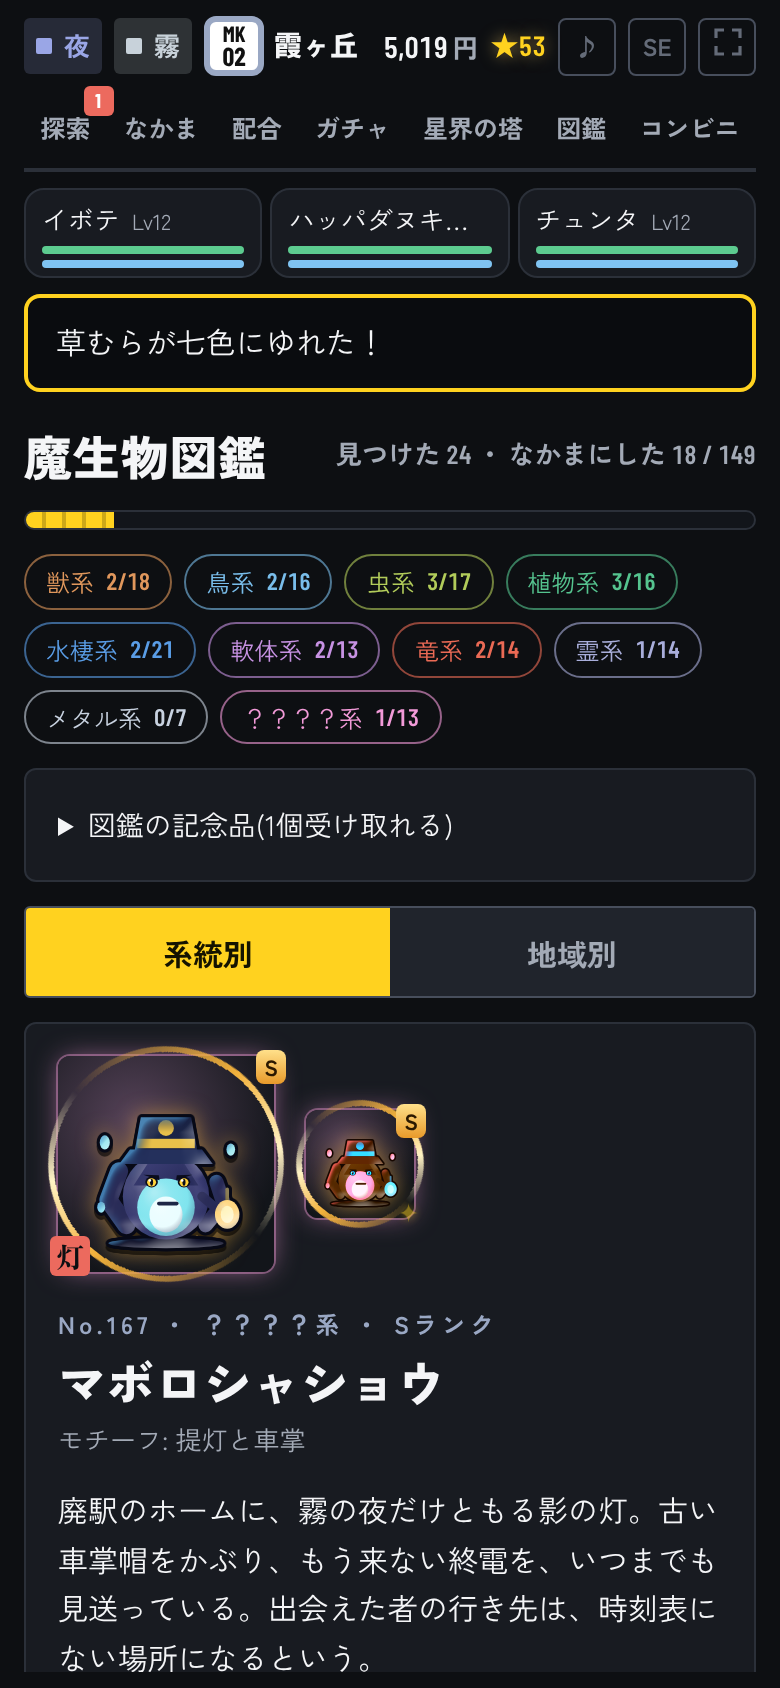 夜 霧 MK 02 霞ヶ丘 5,019円 ★53 ♪ SE
1
探索 なかま 配合 ガチャ 星界の塔 図鑑 コンビニ
イボテ Lv12 ハッパダヌキ… チュンタ Lv12
草むらが七色にゆれた！
魔生物図鑑 見つけた 24 ・ なかまにした 18 / 149
獣系 2/18 鳥系 2/16 虫系 3/17 植物系 3/16
水棲系 2/21 軟体系 2/13 竜系 2/14 霊系 1/14
メタル系 0/7 ？？？？系 1/13
▶ 図鑑の記念品(1個受け取れる)
系統別 地域別
S
S
灯
No.167 ・ ？？？？系 ・ Sランク
マボロシャショウ
モチーフ: 提灯と車掌
廃駅のホームに、霧の夜だけともる影の灯。古い
車掌帽をかぶり、もう来ない終電を、いつまでも
見送っている。出会えた者の行き先は、時刻表に
ない場所になるという。